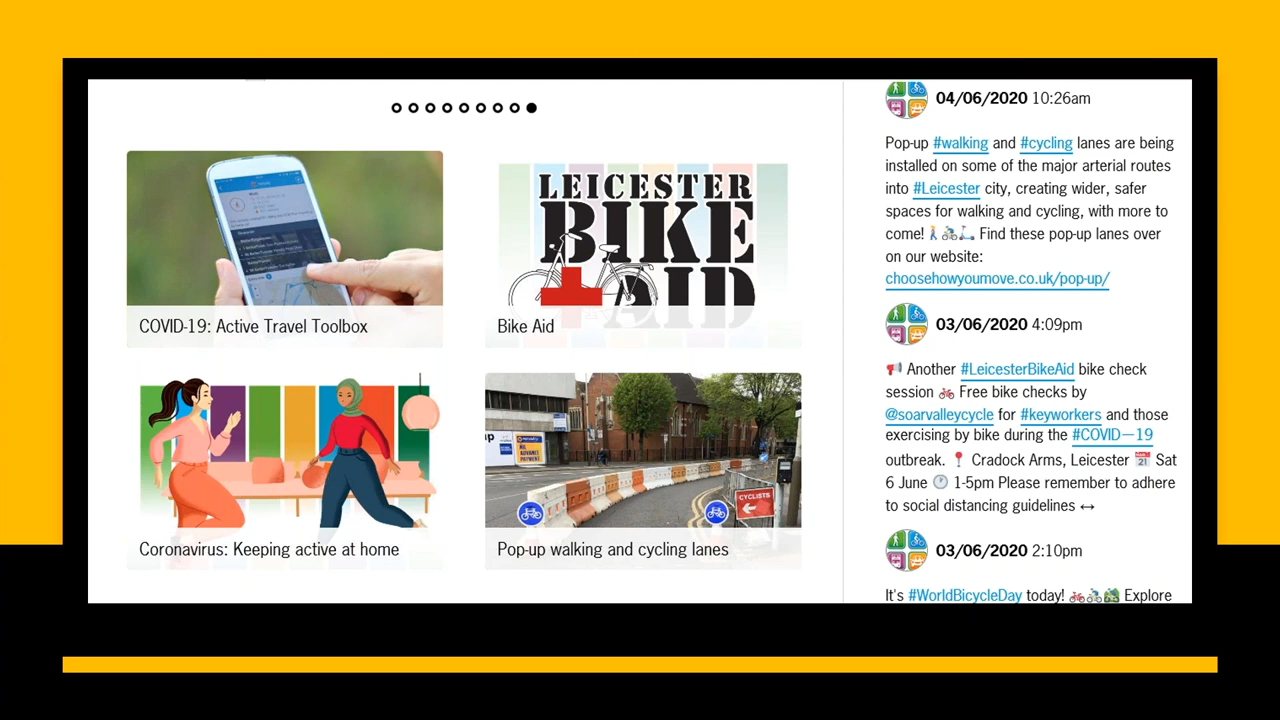 LEICESTER
BIKE
AID
COVID-19: Active Travel Toolbox
Bike Aid
CYCLISTS
Coronavirus: Keeping active at home
Pop-up walking and cycling lanes
04/06/2020 10:26am
Pop-up #walking and #cycling lanes are being
installed on some of the major arterial routes
into #Leicester city, creating wider, safer
spaces for walking and cycling, with more to
come! 🚶🚴🛴 Find these pop-up lanes over
on our website:
choosehowyoumove.co.uk/pop-up/
03/06/2020 4:09pm
📢 Another #LeicesterBikeAid bike check
session 🚲 Free bike checks by
@soarvalleycycle for #keyworkers and those
exercising by bike during the #COVID—19
outbreak. 📍 Cradock Arms, Leicester 📅 Sat
6 June 🕐 1-5pm Please remember to adhere
to social distancing guidelines ↔
03/06/2020 2:10pm
It's #WorldBicycleDay today! 🚲🚴🚵 Explore